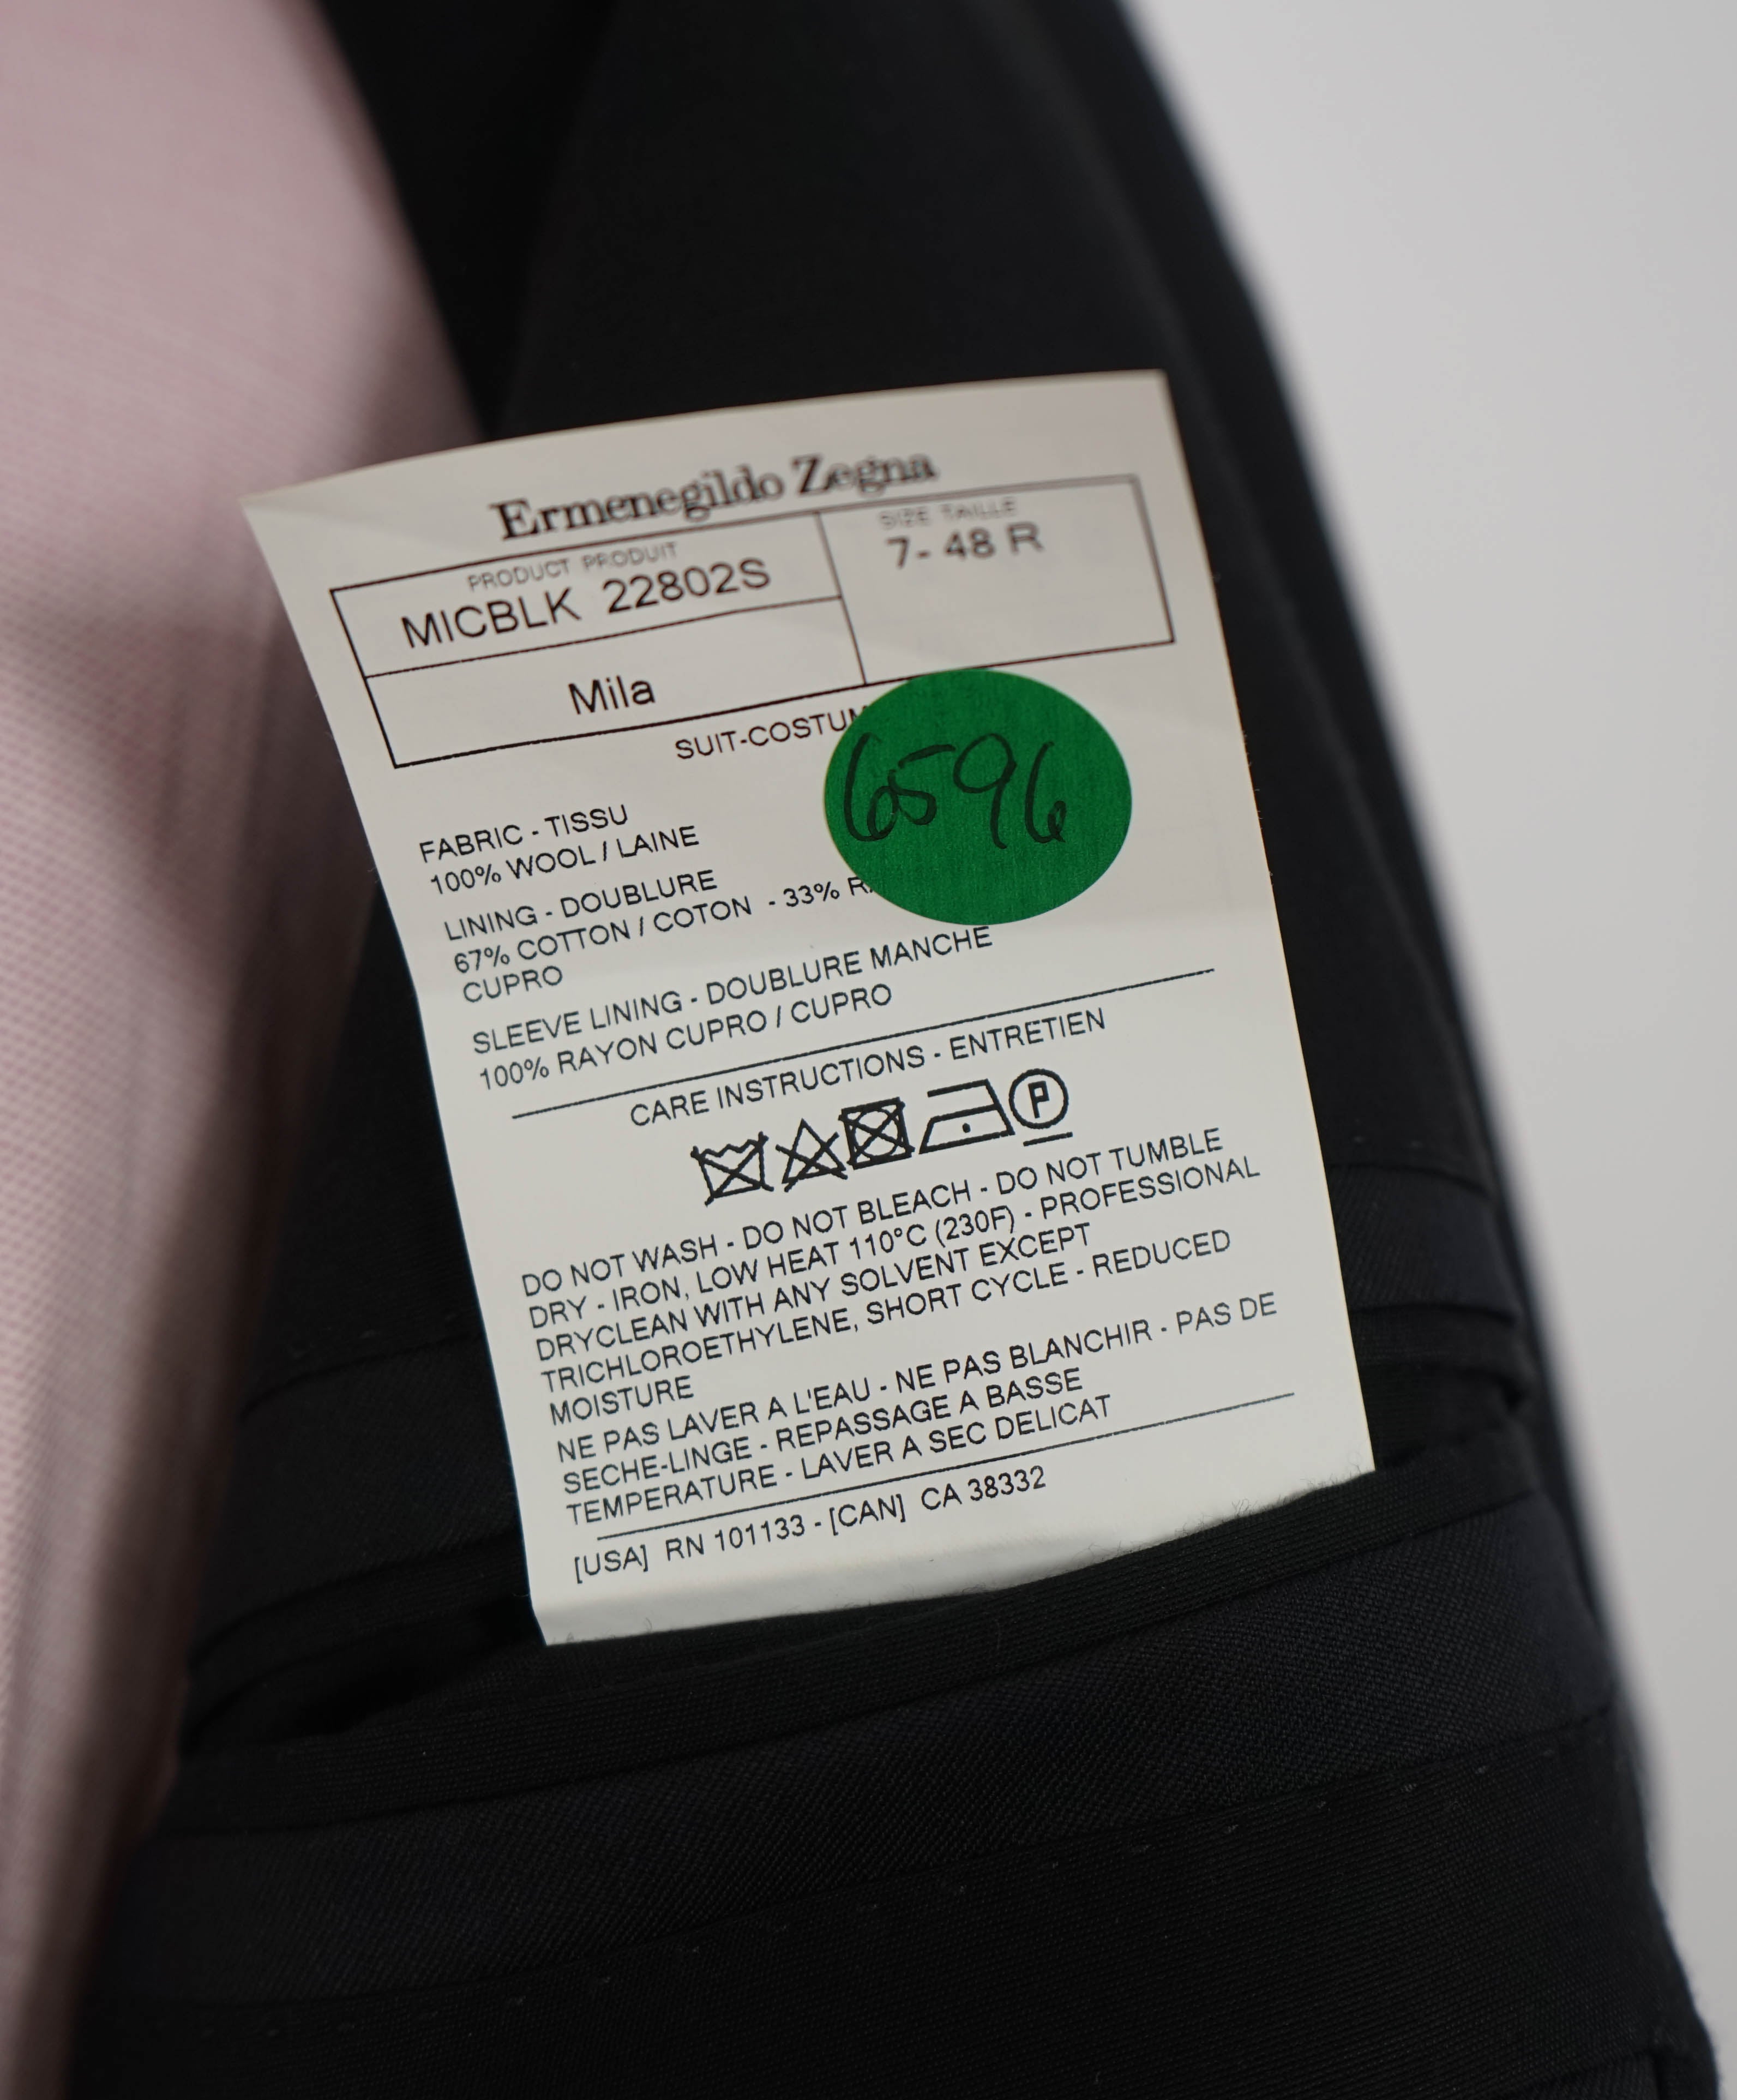 Ermenegildo Zegna
PRODUCT PRODUIT
MICBLK 22802S
SIZE TAILLE
7- 48 R
Mila
SUIT-COSTUM
6596
FABRIC - TISSU
100% WOOL / LAINE
LINING - DOUBLURE
67% COTTON / COTON - 33%
CUPRO
SLEEVE LINING - DOUBLURE MANCHE
100% RAYON CUPRO / CUPRO
CARE INSTRUCTIONS - ENTRETIEN
P
DO NOT WASH - DO NOT BLEACH - DO NOT TUMBLE
DRY - IRON, LOW HEAT 110°C (230F) - PROFESSIONAL
DRYCLEAN WITH ANY SOLVENT EXCEPT
TRICHLOROETHYLENE, SHORT CYCLE - REDUCED
MOISTURE
NE PAS LAVER A L'EAU - NE PAS BLANCHIR - PAS DE
SECHE-LINGE - REPASSAGE A BASSE
TEMPERATURE - LAVER A SEC DELICAT
[USA] RN 101133 - [CAN] CA 38332